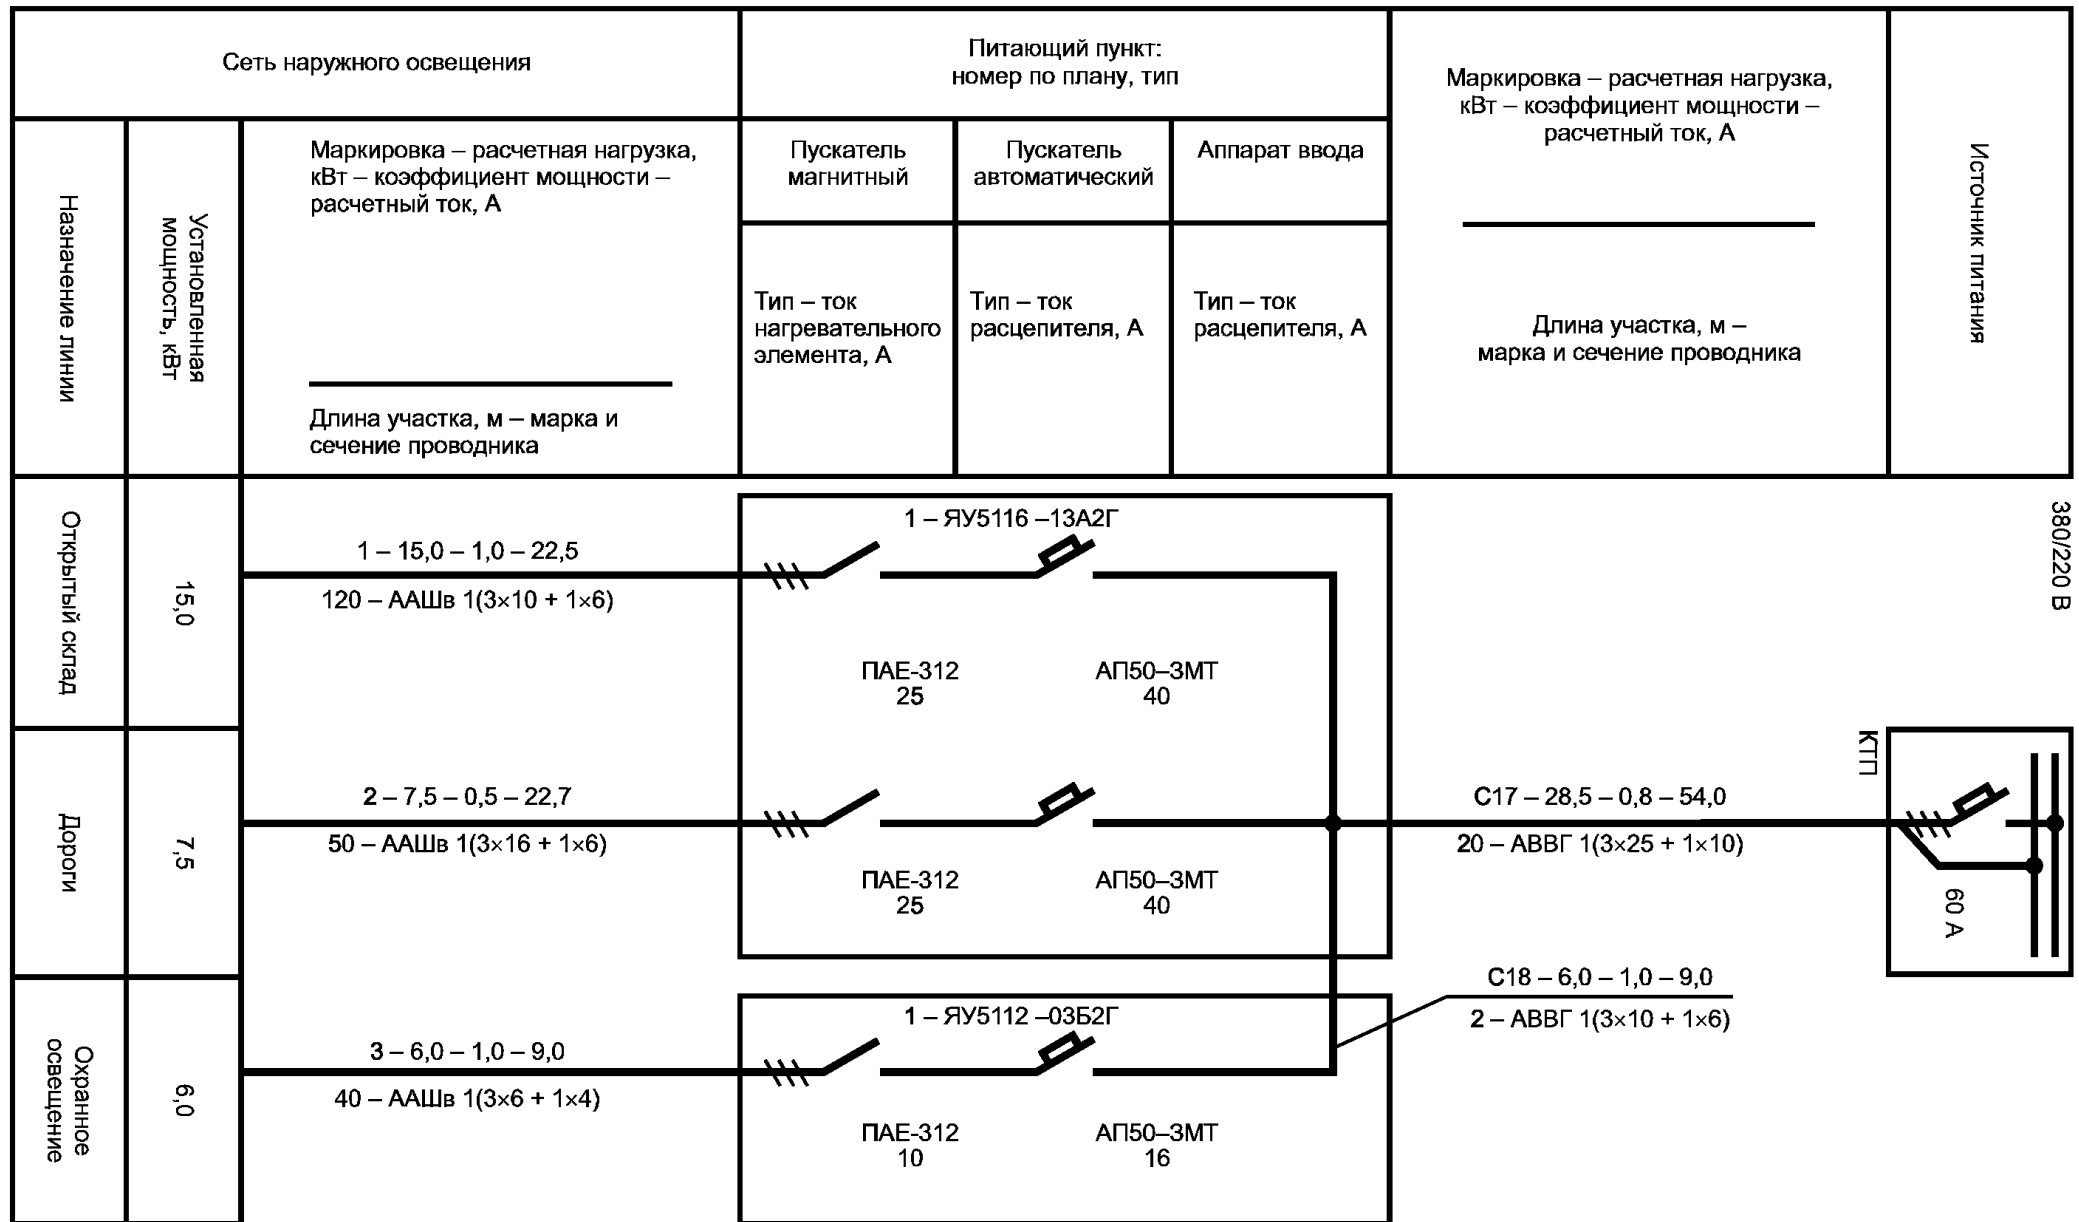 Сеть наружного освещения
Питающий пункт:
номер по плану, тип
Маркировка – расчетная нагрузка,
кВт – коэффициент мощности –
расчетный ток, А
Длина участка, м –
марка и сечение проводника
Источник питания
Назначение линии
Установленная
мощность, кВт
Маркировка – расчетная нагрузка,
кВт – коэффициент мощности –
расчетный ток, А
Длина участка, м – марка и
сечение проводника
Пускатель
магнитный
Пускатель
автоматический
Аппарат ввода
Тип – ток
нагревательного
элемента, А
Тип – ток
расцепителя, А
Тип – ток
расцепителя, А
380/220 В
Открытый склад
15,0
1 – 15,0 – 1,0 – 22,5
120 – ААШв 1(3×10 + 1×6)
1 – ЯУ5116 –13А2Г
ПАЕ-312
25
АП50–3МТ
40
Дороги
7,5
2 – 7,5 – 0,5 – 22,7
50 – ААШв 1(3×16 + 1×6)
ПАЕ-312
25
АП50–3МТ
40
С17 – 28,5 – 0,8 – 54,0
20 – АВВГ 1(3×25 + 1×10)
КТП
60 А
С18 – 6,0 – 1,0 – 9,0
2 – АВВГ 1(3×10 + 1×6)
Охранное
освещение
6,0
3 – 6,0 – 1,0 – 9,0
40 – ААШв 1(3×6 + 1×4)
1 – ЯУ5112 –03Б2Г
ПАЕ-312
10
АП50–3МТ
16